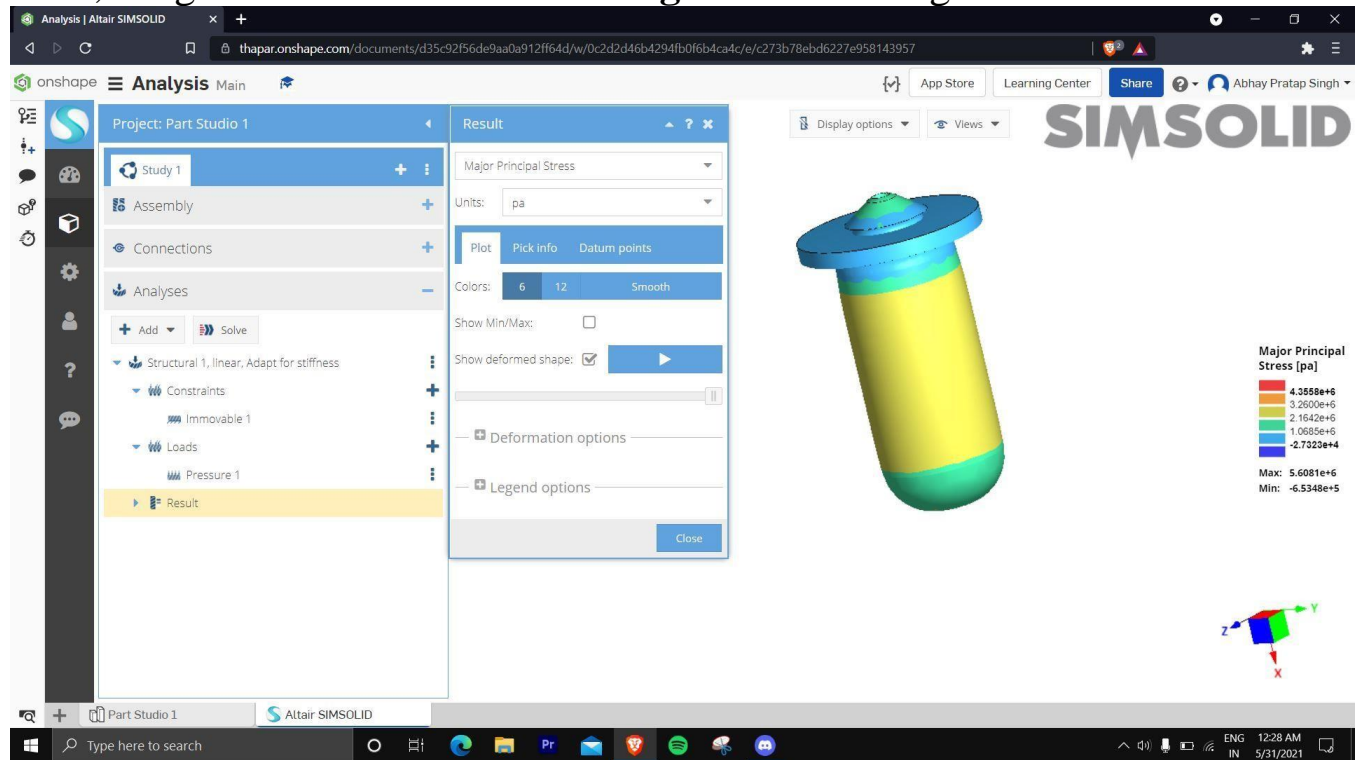 Analysis | Altair SIMSOLID
thapar.onshape.com/documents/d35c92f56de9aa0a912ff64d/w/0c2d2d46b4294fb0f6b4ca4c/e/c273b78ebd6227e958143957
onshape Analysis Main
App Store Learning Center Share Abhay Pratap Singh
Project: Part Studio 1
Study 1
Assembly
Connections
Analyses
Add Solve
Structural 1, linear, Adapt for stiffness
Constraints
Immovable 1
Loads
Pressure 1
Result
Result
Major Principal Stress
Units: pa
Plot Pick info Datum points
Colors: 6 12 Smooth
Show Min/Max:
Show deformed shape:
Deformation options
Legend options
Close
Display options Views
SIMSOLID
Major Principal
Stress [pa]
4.3558e+6
3.2600e+6
2.1642e+6
1.0685e+6
-2.7323e+4
Max: 5.6081e+6
Min: -6.5348e+5
Y
Z
X
Part Studio 1 Altair SIMSOLID
Type here to search
Pr
ENG 12:28 AM
IN 5/31/2021